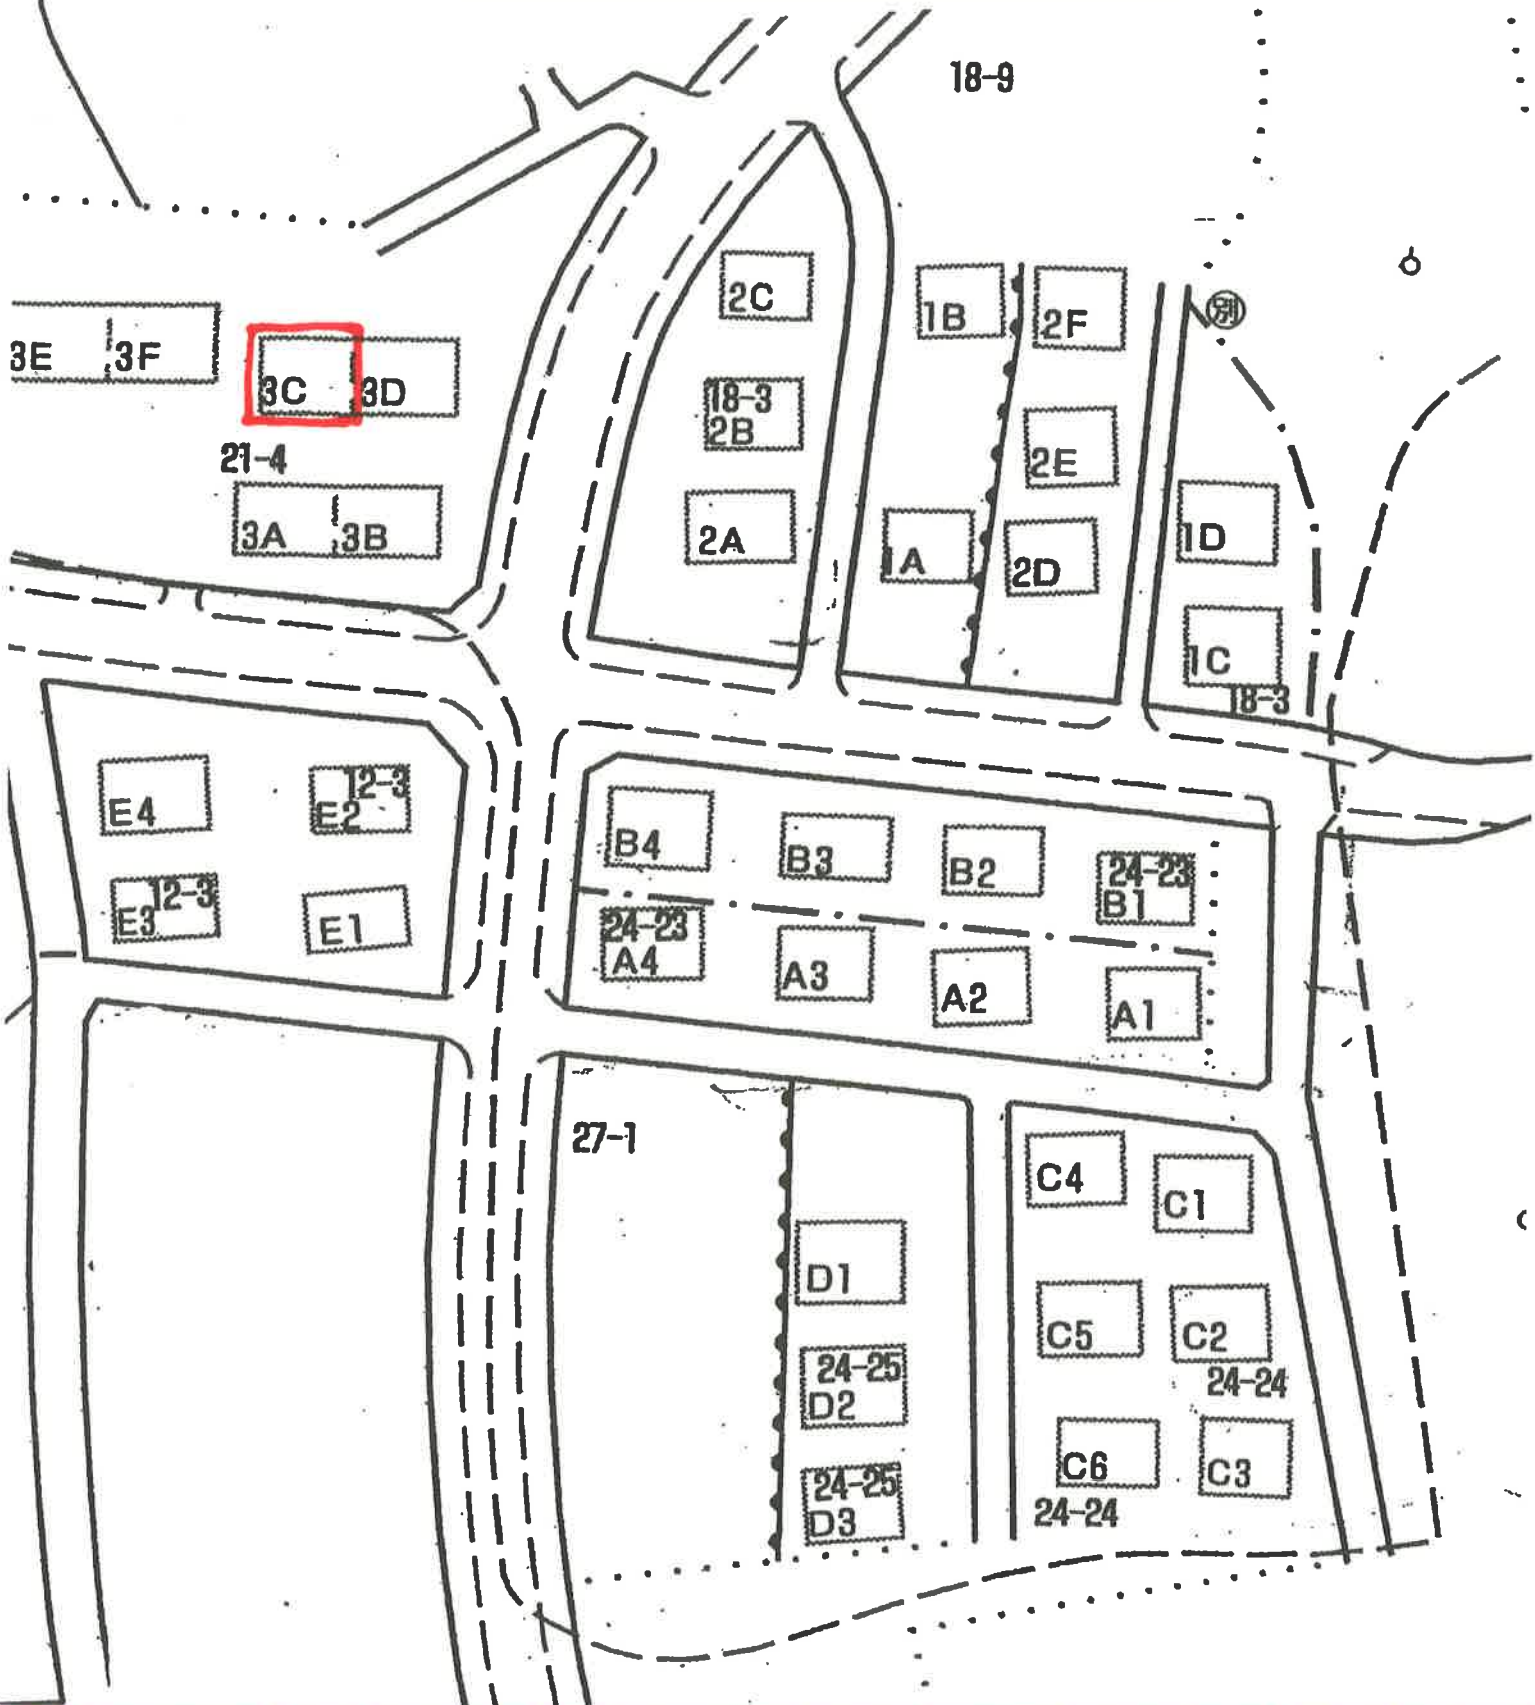 18-9
2C
1B
2F
別
3E
3F
3C
3D
18-3
2B
2E
21-4
3A
3B
2A
1A
2D
1D
1C
18-3
E4
12-3
E2
B4
B3
B2
24-23
B1
12-3
E3
E1
24-23
A4
A3
A2
A1
27-1
C4
C1
D1
C5
C2
24-24
24-25
D2
C6
C3
24-24
24-25
D3